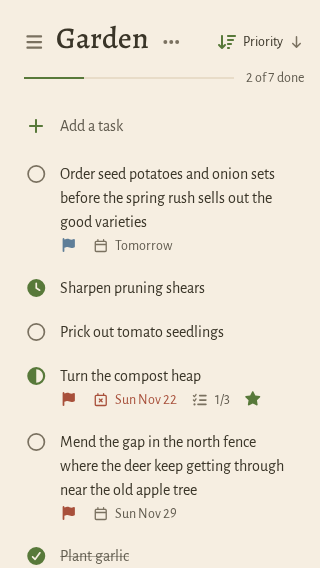 Garden
Priority
2 of 7 done
Add a task
Order seed potatoes and onion sets
before the spring rush sells out the
good varieties
Tomorrow
Sharpen pruning shears
Prick out tomato seedlings
Turn the compost heap
Sun Nov 22 1/3
Mend the gap in the north fence
where the deer keep getting through
near the old apple tree
Sun Nov 29
Plant garlic